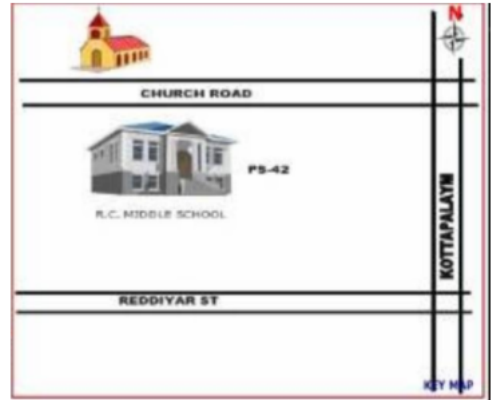 N
CHURCH ROAD
PS-42
R.C. MIDDLE SCHOOL
KOTTAPALAYM
REDDIYAR ST
KEY MAP